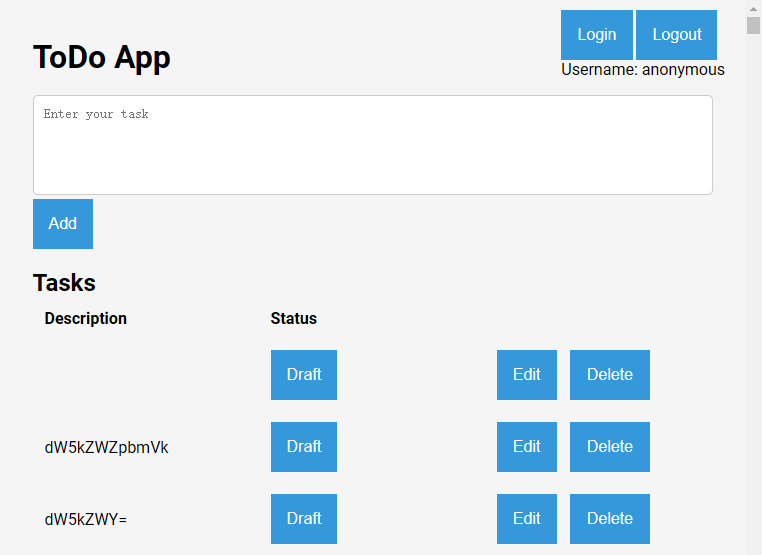 Login Logout
ToDo App
Username: anonymous
Enter your task
Add
Tasks
Description Status
Draft Edit Delete
dW5kZWZpbmVk Draft Edit Delete
dW5kZWY= Draft Edit Delete